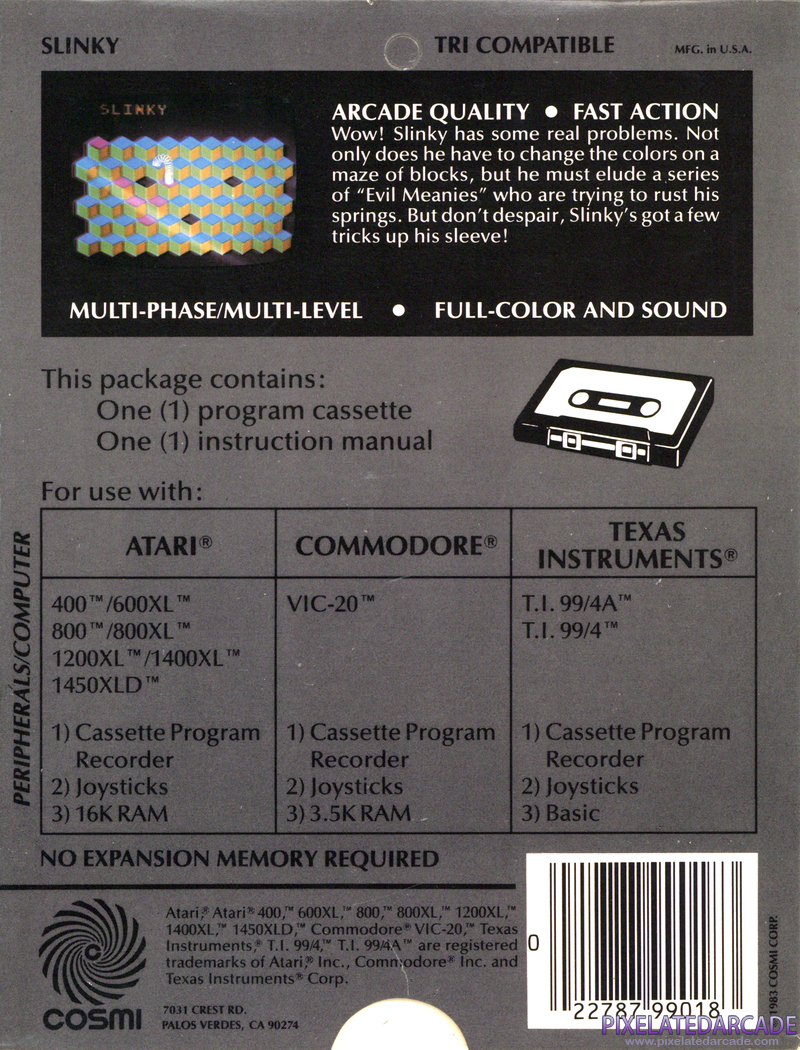 SLINKY
TRI COMPATIBLE
MFG. in U.S.A.
SLINKY
ARCADE QUALITY ● FAST ACTION
Wow! Slinky has some real problems. Not
only does he have to change the colors on a
maze of blocks, but he must elude a series
of “Evil Meanies” who are trying to rust his
springs. But don’t despair, Slinky’s got a few
tricks up his sleeve!
MULTI-PHASE/MULTI-LEVEL ● FULL-COLOR AND SOUND
This package contains:
One (1) program cassette
One (1) instruction manual
For use with:
PERIPHERALS/COMPUTER
ATARI®
400™/600XL™
800™/800XL™
1200XL™/1400XL™
1450XLD™
1) Cassette Program
Recorder
2) Joysticks
3) 16K RAM
COMMODORE®
VIC-20™
1) Cassette Program
Recorder
2) Joysticks
3) 3.5K RAM
TEXAS
INSTRUMENTS®
T.I. 99/4A™
T.I. 99/4™
1) Cassette Program
Recorder
2) Joysticks
3) Basic
NO EXPANSION MEMORY REQUIRED
COSMI
Atari,® Atari® 400,™ 600XL,™ 800,™ 800XL,™ 1200XL,™
1400XL,™ 1450XLD,™ Commodore® VIC-20,™ Texas
Instruments,® T.I. 99/4,™ T.I. 99/4A™ are registered
trademarks of Atari,® Inc., Commodore® Inc. and
Texas Instruments® Corp.
7031 CREST RD.
PALOS VERDES, CA 90274
0
22787 99018
1983 COSMI CORP.
PIXELATEDARCADE
www.pixelatedarcade.com